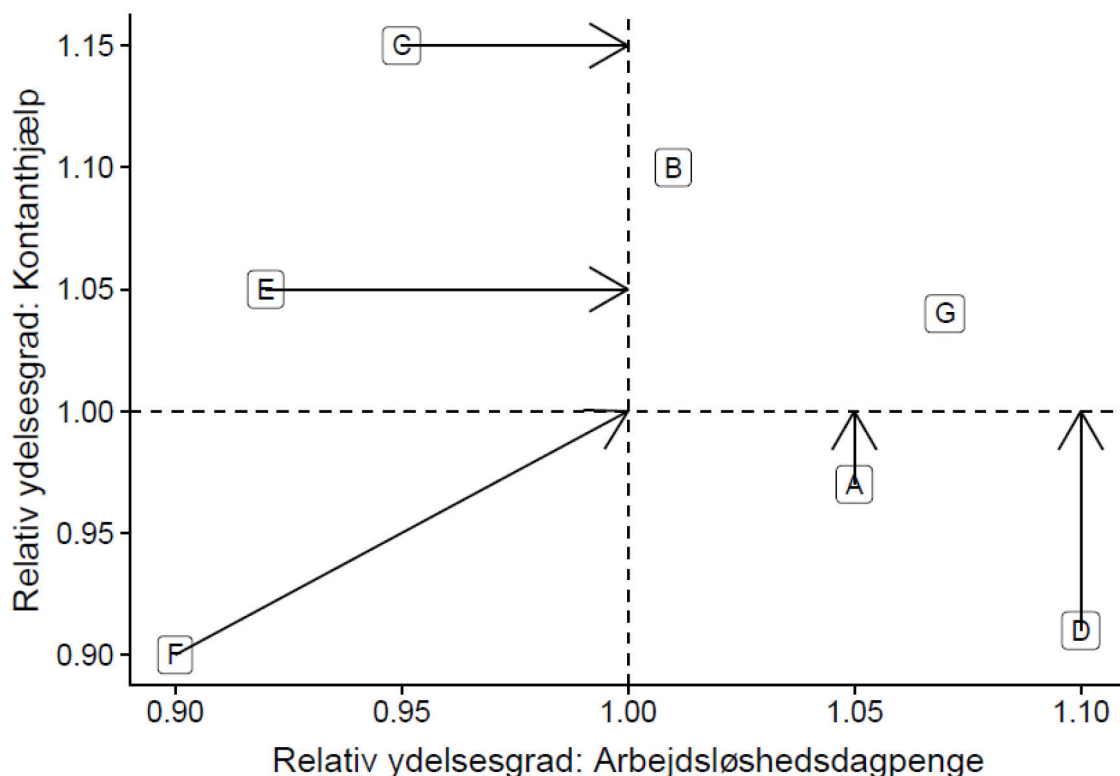 1.15
C
1.10
B
1.05
E
G
1.00
A
0.95
D
0.90
F
Relativ ydelsesgrad: Kontanthjælp
0.90 0.95 1.00 1.05 1.10
Relativ ydelsesgrad: Arbejdsløshedsdagpenge